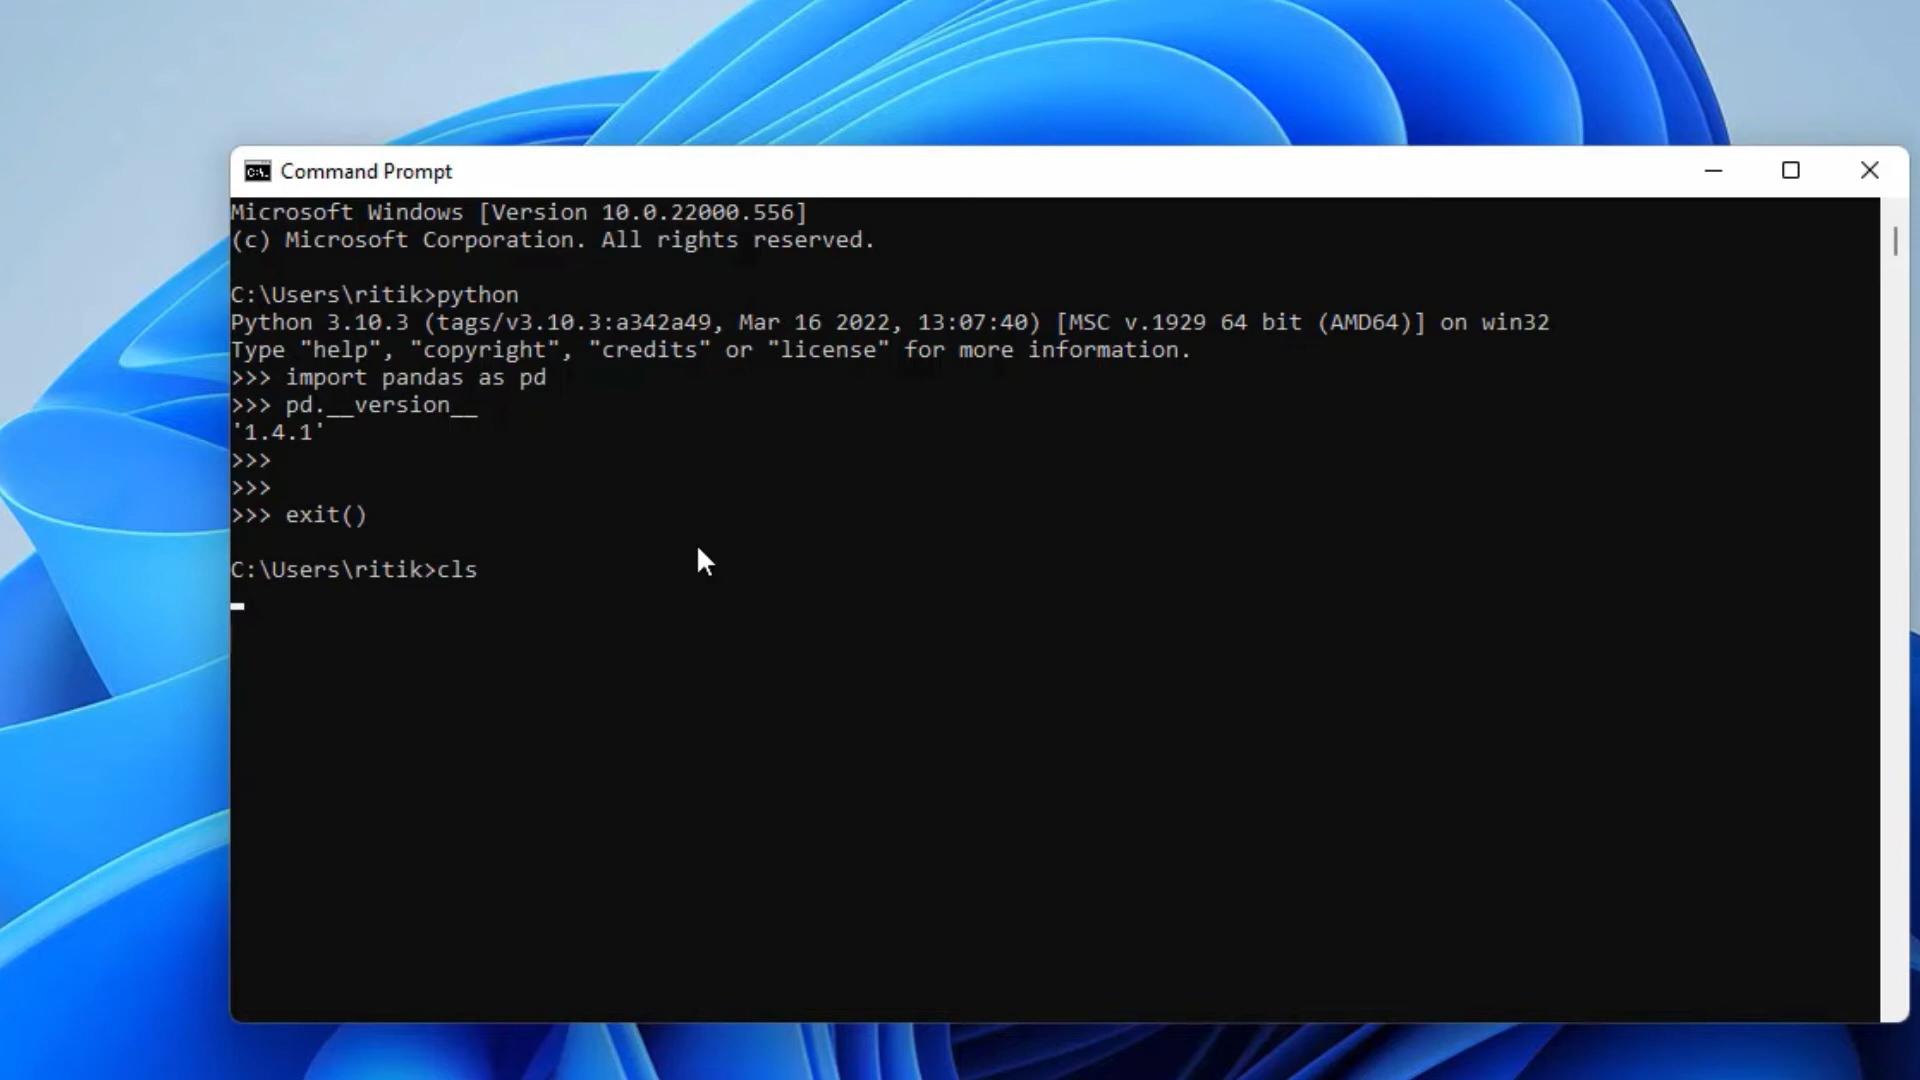 Command Prompt
Microsoft Windows [Version 10.0.22000.556]
(c) Microsoft Corporation. All rights reserved.
C:\Users\ritik>python
Python 3.10.3 (tags/v3.10.3:a342a49, Mar 16 2022, 13:07:40) [MSC v.1929 64 bit (AMD64)] on win32
Type "help", "copyright", "credits" or "license" for more information.
>>> import pandas as pd
>>> pd.__version__
'1.4.1'
>>>
>>>
>>> exit()
C:\Users\ritik>cls